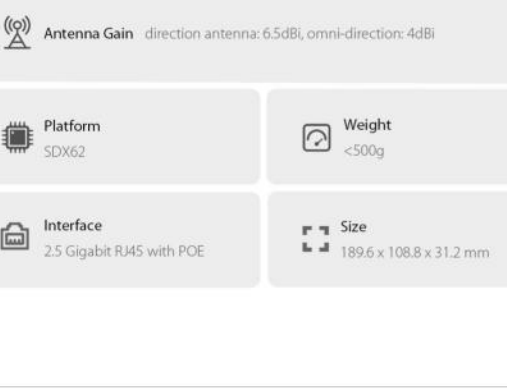 Antenna Gain direction antenna: 6.5dBi, omni-direction: 4dBi
Platform
SDX62
Weight
<500g
Interface
2.5 Gigabit RJ45 with POE
Size
189.6 x 108.8 x 31.2 mm